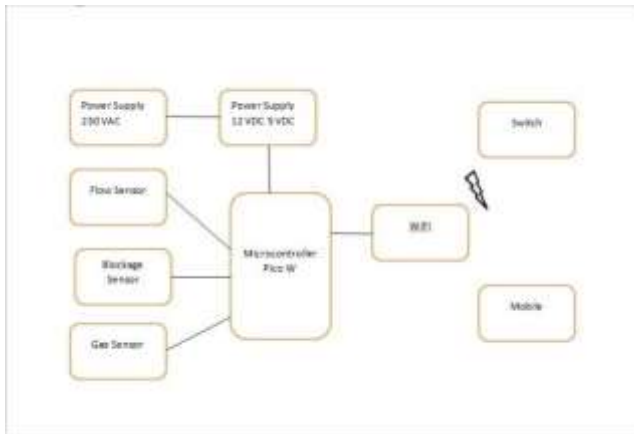 Power Supply
230 VAC
Power Supply
12 VDC 5 VDC
Switch
Flow Sensor
WIFI
Blockage
Sensor
Microcontroller
Pico W
Gas Sensor
Mobile